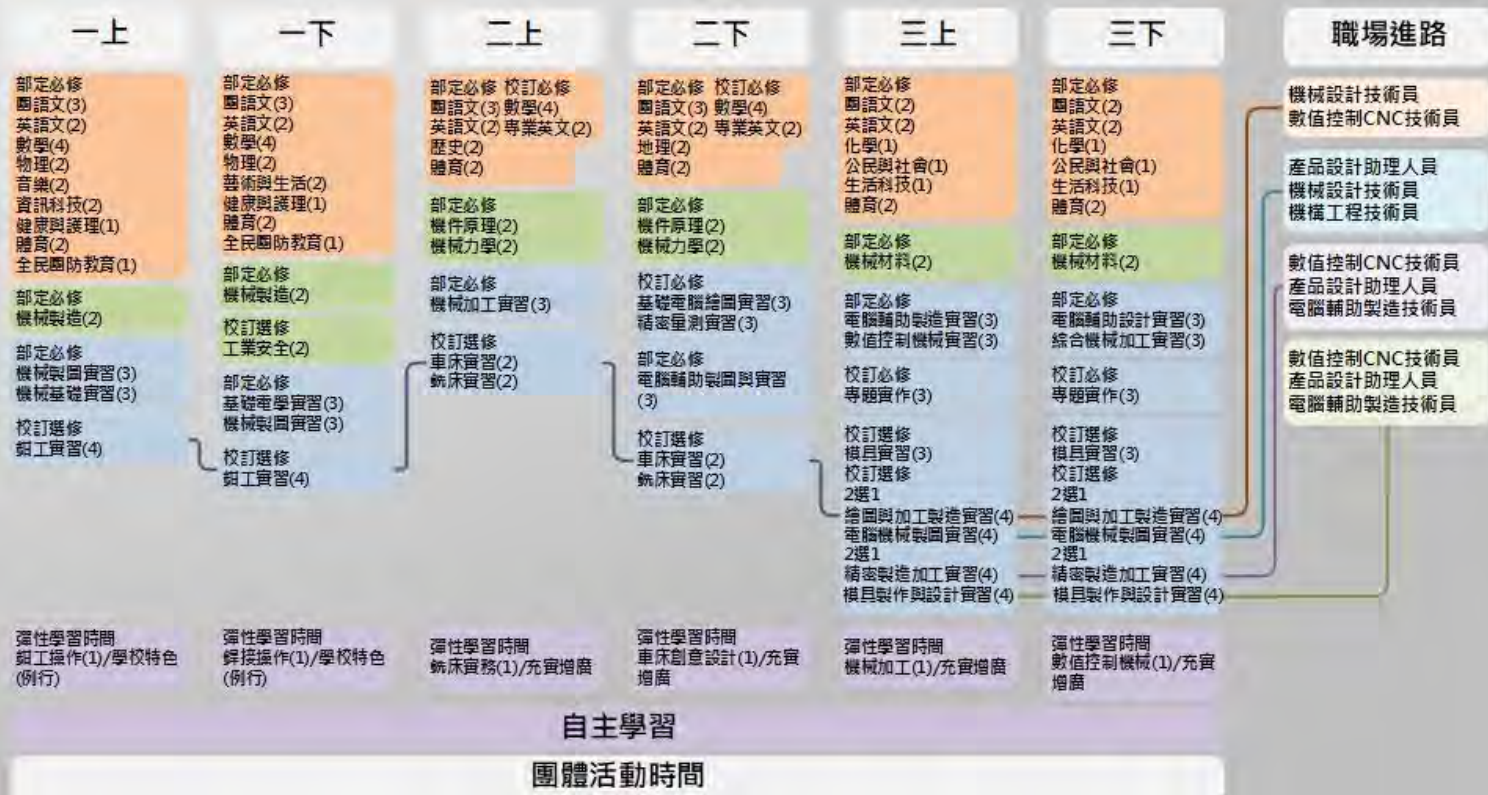 一上
部定必修
國語文(3)
英語文(2)
數學(4)
物理(2)
音樂(2)
資訊科技(2)
健康與護理(1)
體育(2)
全民國防教育(1)
部定必修
機械製造(2)
部定必修
機械製圖實習(3)
機械基礎實習(3)
校訂選修
鉗工實習(4)
彈性學習時間
鉗工操作(1)/學校特色
(例行)
一下
部定必修
國語文(3)
英語文(2)
數學(4)
物理(2)
藝術與生活(2)
健康與護理(1)
體育(2)
全民國防教育(1)
部定必修
機械製造(2)
校訂選修
工業安全(2)
部定必修
基礎電學實習(3)
機械製圖實習(3)
校訂選修
鉗工實習(4)
彈性學習時間
銲接操作(1)/學校特色
(例行)
二上
部定必修 校訂必修
國語文(3) 數學(4)
英語文(2) 專業英文(2)
歷史(2)
體育(2)
部定必修
機件原理(2)
機械力學(2)
部定必修
機械加工實習(3)
校訂選修
車床實習(2)
銑床實習(2)
彈性學習時間
銑床實務(1)/充實增廣
二下
部定必修 校訂必修
國語文(3) 數學(4)
英語文(2) 專業英文(2)
地理(2)
體育(2)
部定必修
機件原理(2)
機械力學(2)
校訂必修
基礎電腦繪圖實習(3)
精密量測實習(3)
部定必修
電腦輔助製圖與實習
(3)
校訂選修
車床實習(2)
銑床實習(2)
彈性學習時間
車床創意設計(1)/充實
增廣
三上
部定必修
國語文(2)
英語文(2)
化學(1)
公民與社會(1)
生活科技(1)
體育(2)
部定必修
機械材料(2)
部定必修
電腦輔助製造實習(3)
數值控制機械實習(3)
校訂必修
專題實作(3)
校訂選修
模具實習(3)
校訂選修
2選1
繪圖與加工製造實習(4)
電腦機械製圖實習(4)
2選1
精密製造加工實習(4)
模具製作與設計實習(4)
彈性學習時間
機械加工(1)/充實增廣
三下
部定必修
國語文(2)
英語文(2)
化學(1)
公民與社會(1)
生活科技(1)
體育(2)
部定必修
機械材料(2)
部定必修
電腦輔助設計實習(3)
綜合機械加工實習(3)
校訂必修
專題實作(3)
校訂選修
模具實習(3)
校訂選修
2選1
繪圖與加工製造實習(4)
電腦機械製圖實習(4)
2選1
精密製造加工實習(4)
模具製作與設計實習(4)
彈性學習時間
數值控制機械(1)/充實
增廣
職場進路
機械設計技術員
數值控制CNC技術員
產品設計助理人員
機械設計技術員
機構工程技術員
數值控制CNC技術員
產品設計助理人員
電腦輔助製造技術員
數值控制CNC技術員
產品設計助理人員
電腦輔助製造技術員
自主學習
團體活動時間